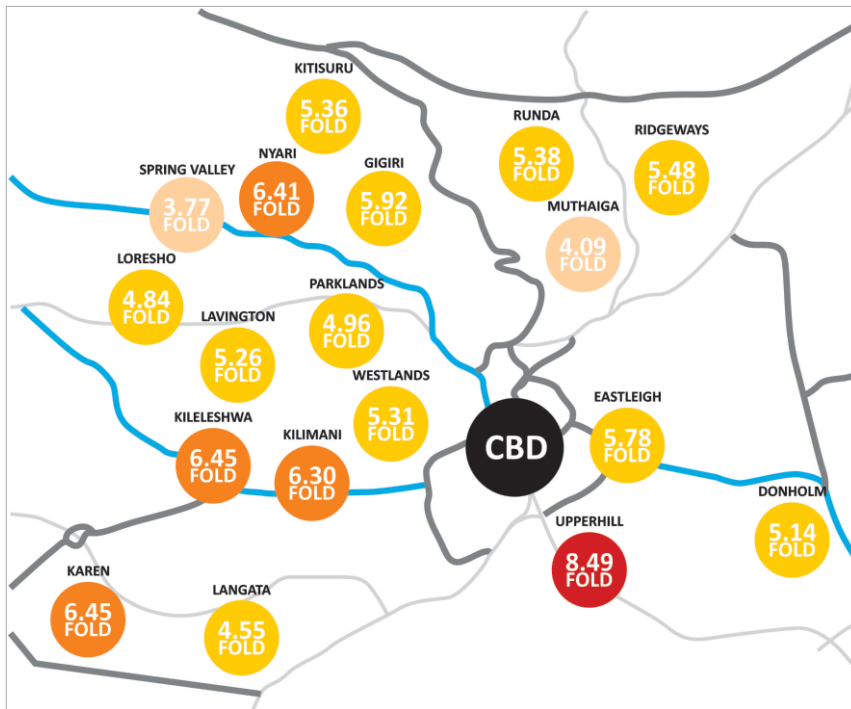 KITISURU
5.36
FOLD
RUNDA
5.38
FOLD
RIDGEWAYS
5.48
FOLD
SPRING VALLEY
3.77
FOLD
NYARI
6.41
FOLD
GIGIRI
5.92
FOLD
MUTHAIGA
4.09
FOLD
LORESHO
4.84
FOLD
PARKLANDS
4.96
FOLD
LAVINGTON
5.26
FOLD
WESTLANDS
5.31
FOLD
EASTLEIGH
5.78
FOLD
KILELESHWA
6.45
FOLD
KILIMANI
6.30
FOLD
CBD
DONHOLM
5.14
FOLD
UPPERHILL
8.49
FOLD
KAREN
6.45
FOLD
LANGATA
4.55
FOLD